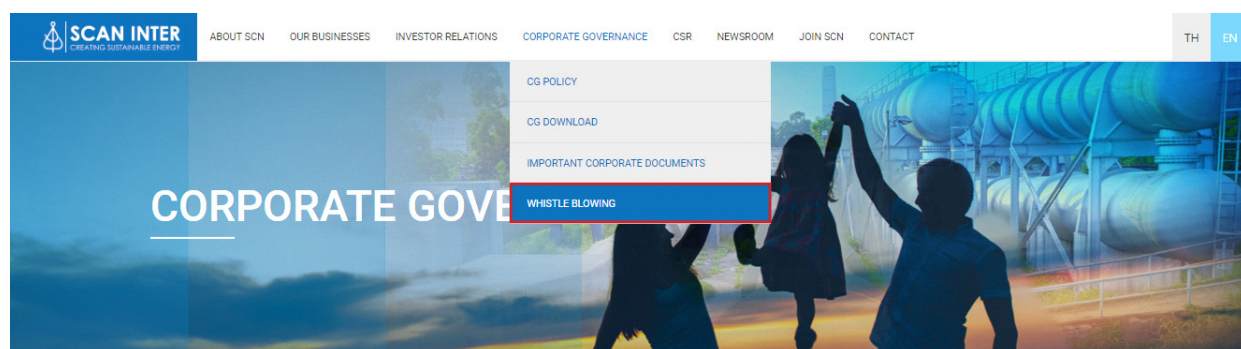 SCAN INTER
CREATING SUSTAINABLE ENERGY
ABOUT SCN OUR BUSINESSES INVESTOR RELATIONS CORPORATE GOVERNANCE CSR NEWSROOM JOIN SCN CONTACT TH EN
CG POLICY
CG DOWNLOAD
IMPORTANT CORPORATE DOCUMENTS
WHISTLE BLOWING
CORPORATE GOVE